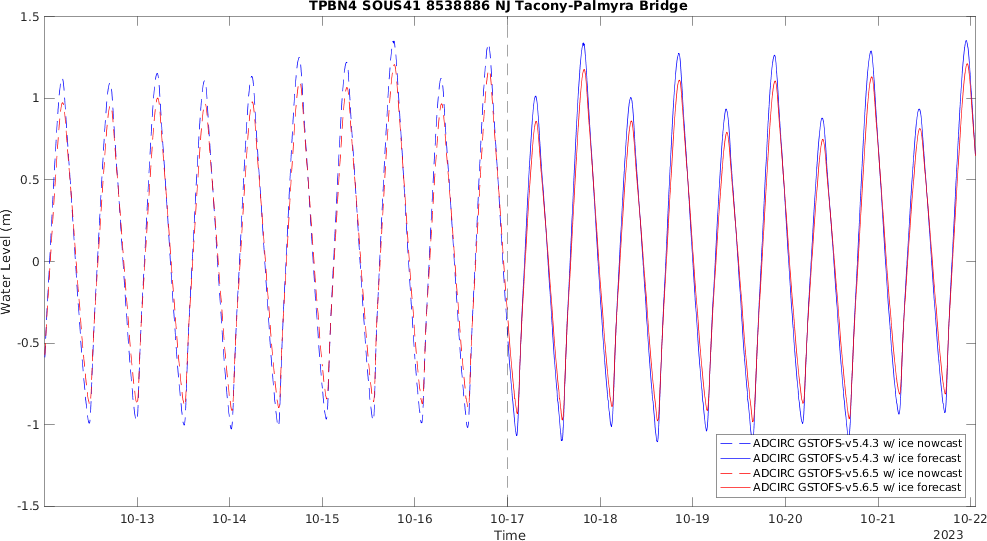 TPBN4 SOUS41 8538886 NJ Tacony-Palmyra Bridge
Water Level (m)
1.5
1
0.5
0
-0.5
-1
-1.5
10-13 10-14 10-15 10-16 10-17 10-18 10-19 10-20 10-21 10-22
Time
2023
ADCIRC GSTOFS-v5.4.3 w/ ice nowcast
ADCIRC GSTOFS-v5.4.3 w/ ice forecast
ADCIRC GSTOFS-v5.6.5 w/ ice nowcast
ADCIRC GSTOFS-v5.6.5 w/ ice forecast